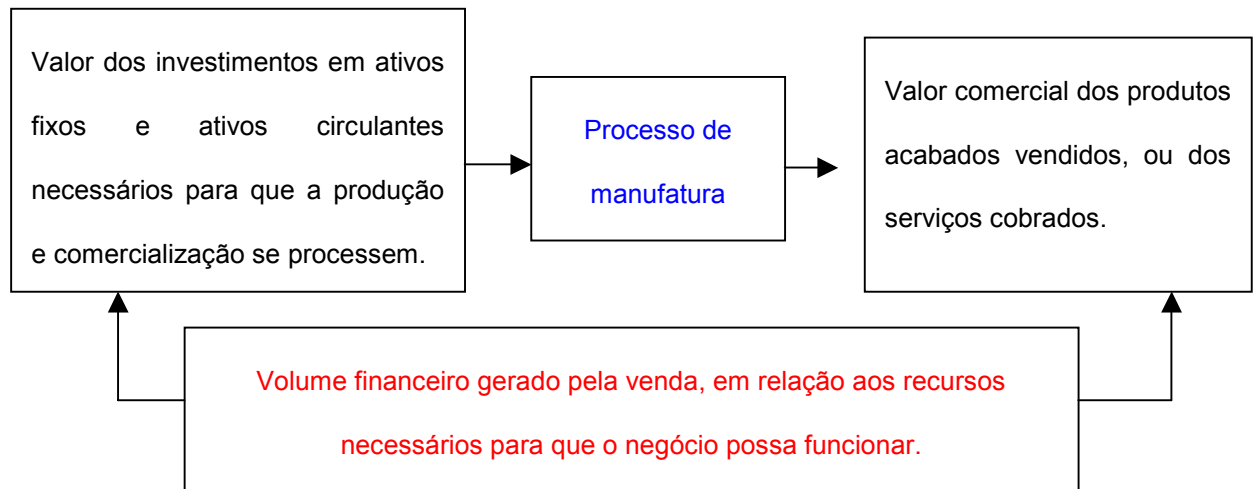 Valor dos investimentos em ativos
fixos e ativos circulantes
necessários para que a produção
e comercialização se processem.
Processo de
manufatura
Valor comercial dos produtos
acabados vendidos, ou dos
serviços cobrados.
Volume financeiro gerado pela venda, em relação aos recursos
necessários para que o negócio possa funcionar.